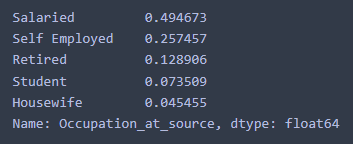 Salaried 0.494673
Self Employed 0.257457
Retired 0.128906
Student 0.073509
Housewife 0.045455
Name: Occupation_at_source, dtype: float64